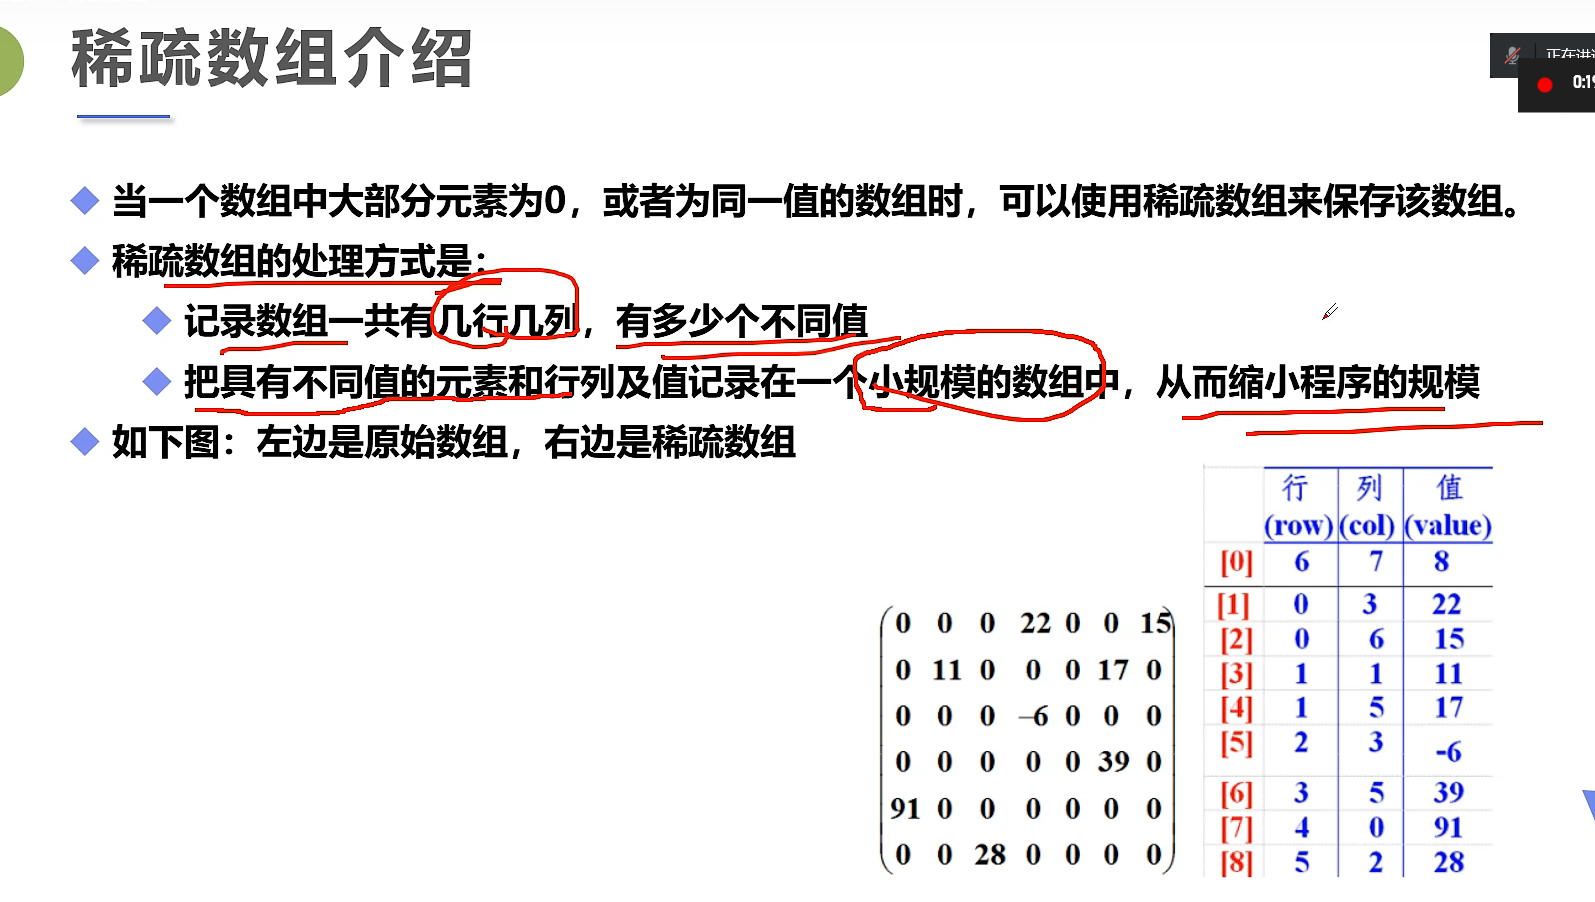 稀疏数组介绍
正在讲
0:19
当一个数组中大部分元素为0，或者为同一值的数组时，可以使用稀疏数组来保存该数组。
稀疏数组的处理方式是：
记录数组一共有几行几列，有多少个不同值
把具有不同值的元素和行列及值记录在一个小规模的数组中，从而缩小程序的规模
如下图：左边是原始数组，右边是稀疏数组
0 0 0 22 0 0 15
0 11 0 0 0 17 0
0 0 0 –6 0 0 0
0 0 0 0 0 39 0
91 0 0 0 0 0 0
0 0 28 0 0 0 0
行 列 值
(row) (col) (value)
[0] 6 7 8
[1] 0 3 22
[2] 0 6 15
[3] 1 1 11
[4] 1 5 17
[5] 2 3 -6
[6] 3 5 39
[7] 4 0 91
[8] 5 2 28